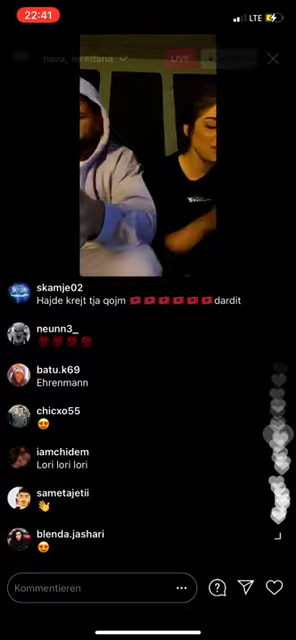 22:41
LTE
LIVE
skamje02
Hajde krejt tja qojm 🇦🇱🇦🇱🇦🇱🇦🇱🇦🇱🇦🇱dardit
neunn3_
batu.k69
Ehrenmann
chicxo55
😍
iamchidem
Lori lori lori
sametajetii
👋
blenda.jashari
😍
Kommentieren